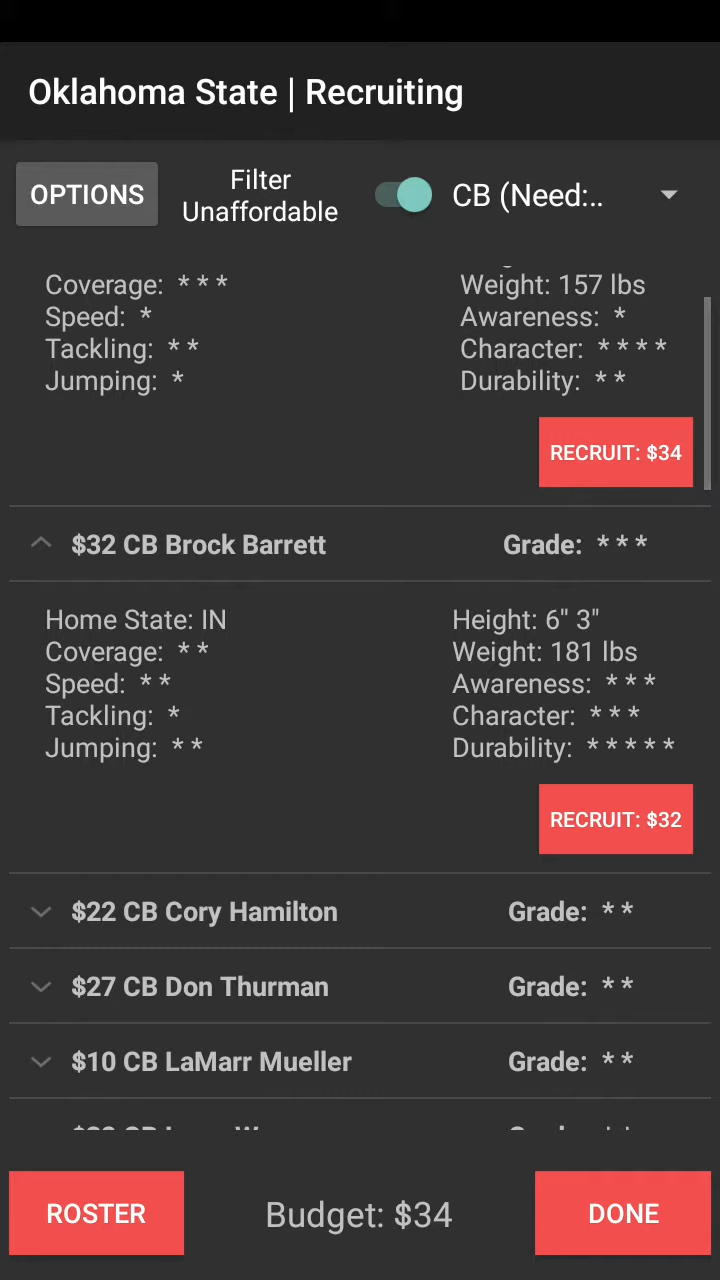 Oklahoma State | Recruiting
OPTIONS
Filter Unaffordable
CB (Need:..
Coverage: * * *
Weight: 157 lbs
Speed: *
Awareness: *
Tackling: * *
Character: * * * *
Jumping: *
Durability: * *
RECRUIT: $34
$32 CB Brock Barrett
Grade: * * *
Home State: IN
Height: 6" 3"
Coverage: * *
Weight: 181 lbs
Speed: * *
Awareness: * * *
Tackling: *
Character: * * *
Jumping: * *
Durability: * * * * *
RECRUIT: $32
$22 CB Cory Hamilton
Grade: * *
$27 CB Don Thurman
Grade: * *
$10 CB LaMarr Mueller
Grade: * *
ROSTER
Budget: $34
DONE